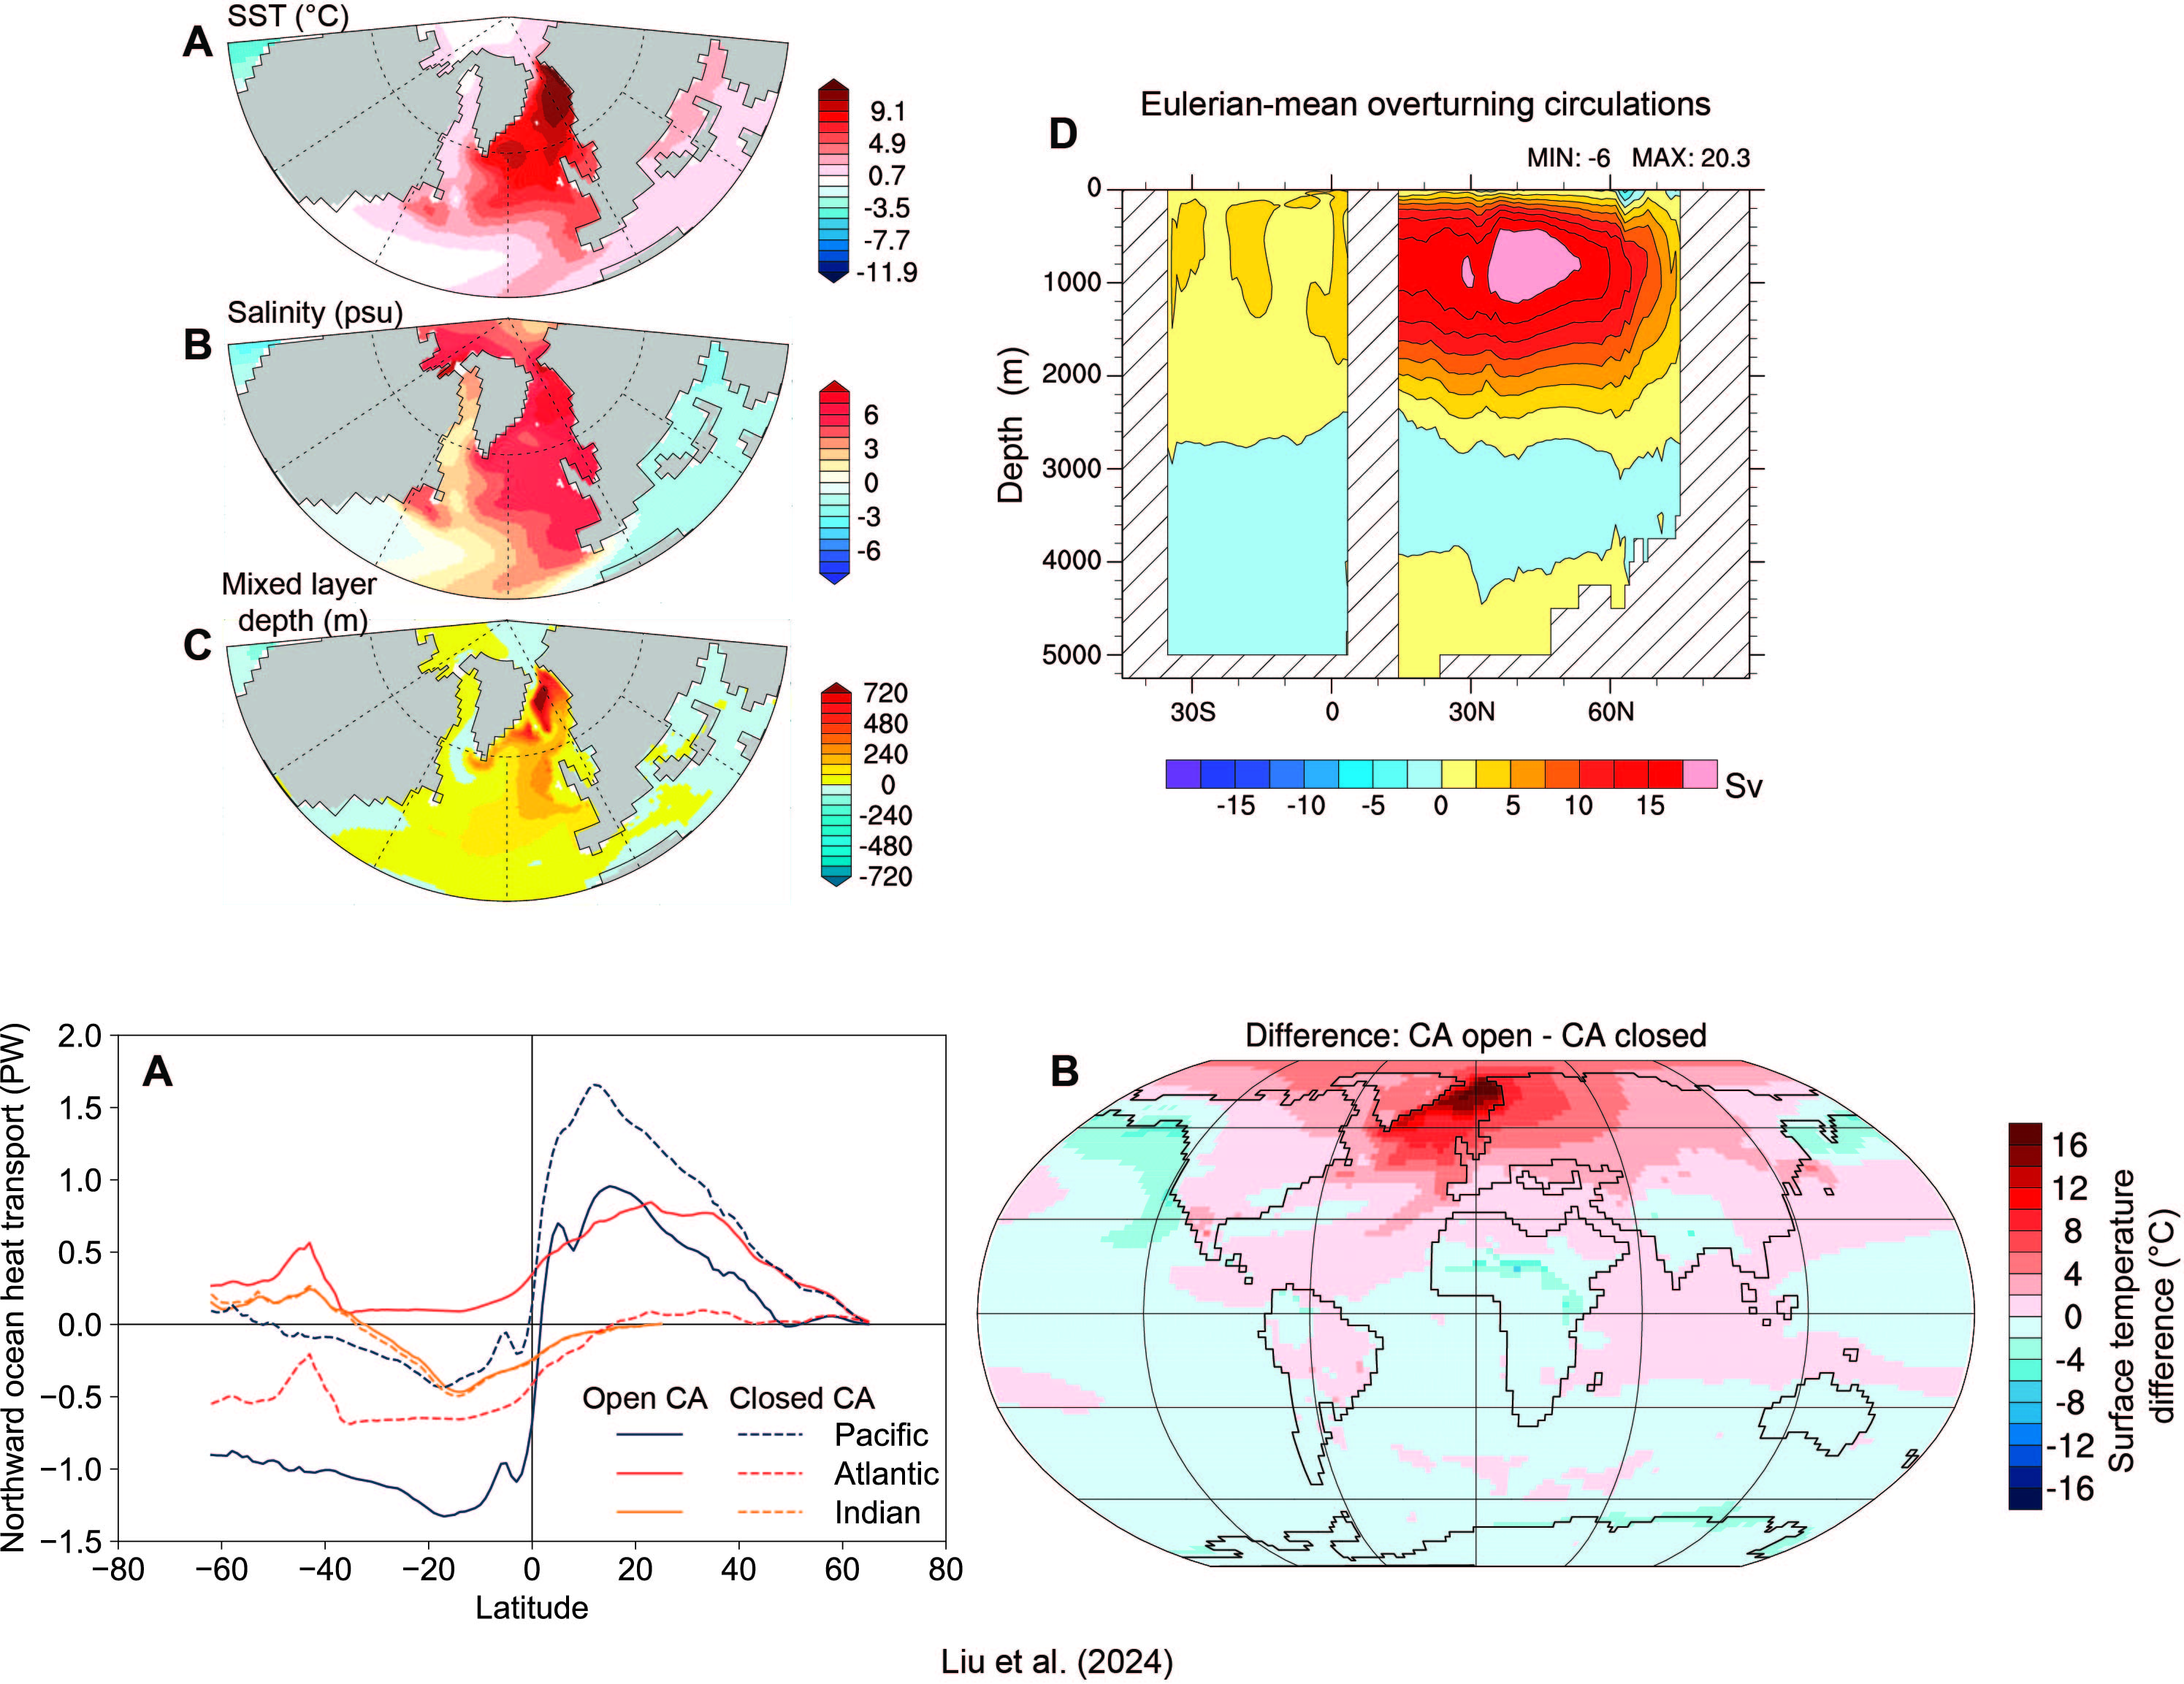 SST (°C)
A
9.1
4.9
0.7
-3.5
-7.7
-11.9
Salinity (psu)
B
6
3
0
-3
-6
Mixed layer
depth (m)
C
720
480
240
0
-240
-480
-720
Eulerian-mean overturning circulations
D
MIN: -6 MAX: 20.3
0
1000
2000
3000
4000
5000
Depth (m)
30S 0 30N 60N
-15 -10 -5 0 5 10 15 Sv
A
2.0
1.5
1.0
0.5
0.0
−0.5
−1.0
−1.5
Northward ocean heat transport (PW)
−80 −60 −40 −20 0 20 40 60 80
Latitude
Open CA Closed CA
Pacific
Atlantic
Indian
Difference: CA open - CA closed
B
16
12
8
4
0
-4
-8
-12
-16
Surface temperature
difference (°C)
Liu et al. (2024)